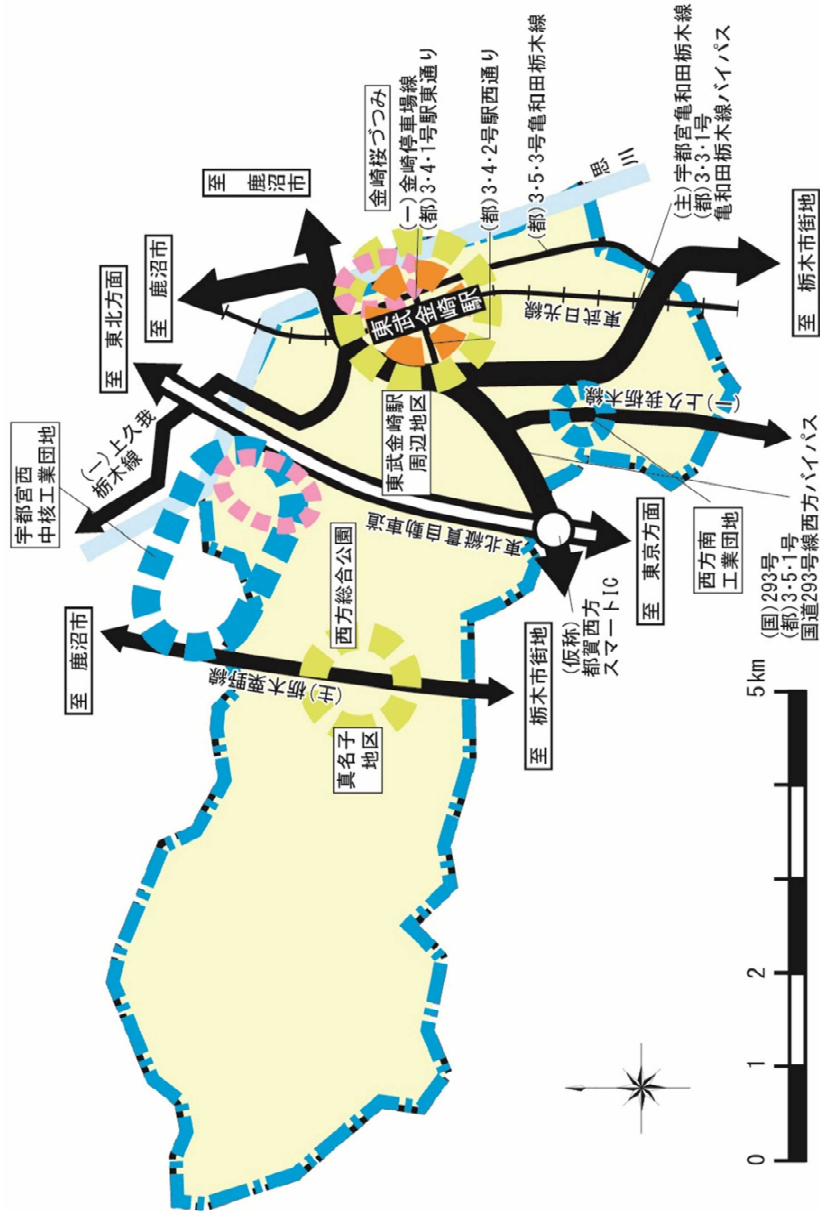 至 鹿沼市
(主)栃木粟野線
真名子
地区
至 栃木市街地
宇都宮西
中核工業団地
(一)上久我
栃木線
至 東北方面
至 鹿沼市
至 鹿沼市
西方総合公園
東北縦貫自動車道
東武金崎駅
周辺地区
東武金崎駅
金崎桜づつみ
(一)金崎停車場線
(都)3・4・1号駅東通り
(都)3・4・2号駅西通り
(都)3・5・3号亀和田栃木線
思川
東武日光線
(主)宇都宮亀和田栃木線
(都)3・3・1号
亀和田栃木線バイパス
至 栃木市街地
(一)上久我栃木線
(仮称)
都賀西方
スマートIC
至 東京方面
西方南
工業団地
(国)293号
(都)3・5・1号
国道293号線西方バイパス
0
1
2
5km